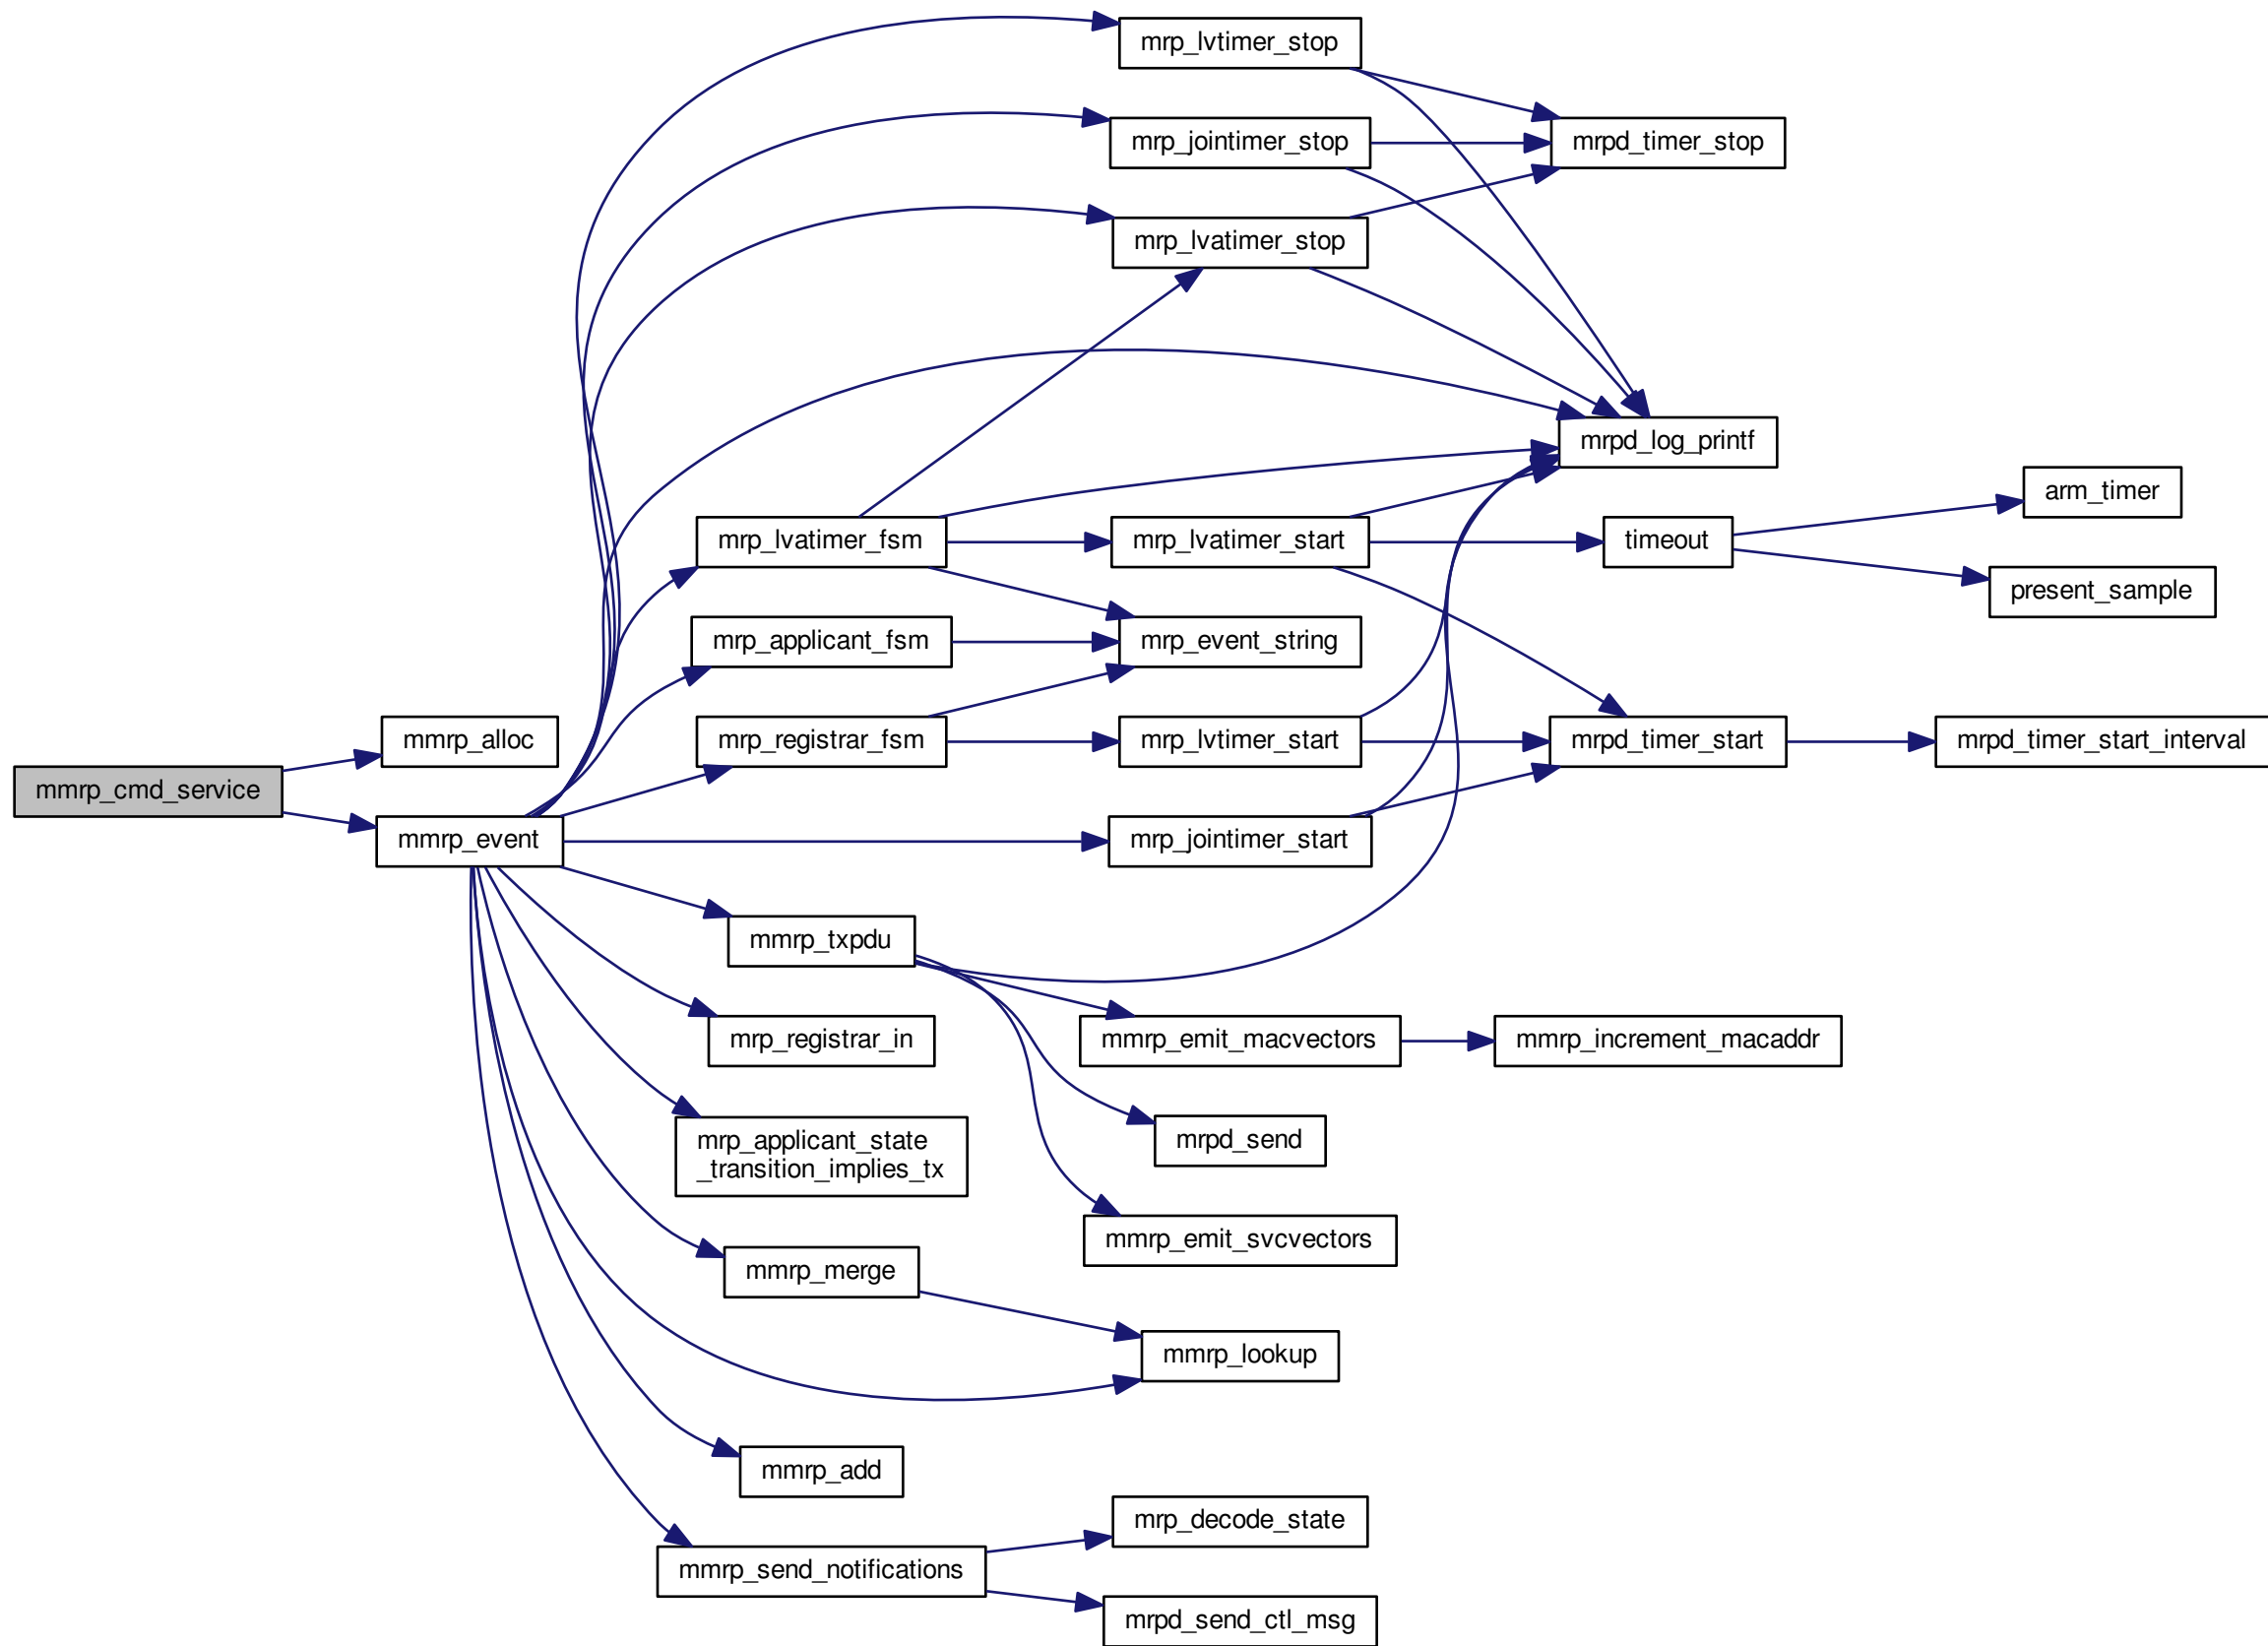 mrp_lvtimer_stop
mrp_jointimer_stop
mrpd_timer_stop
mrp_lvatimer_stop
mrpd_log_printf
arm_timer
mrp_lvatimer_fsm
mrp_lvatimer_start
timeout
present_sample
mrp_applicant_fsm
mrp_event_string
mmrp_alloc
mrp_registrar_fsm
mrp_lvtimer_start
mrpd_timer_start
mrpd_timer_start_interval
mmrp_cmd_service
mmrp_event
mrp_jointimer_start
mmrp_txpdu
mrp_registrar_in
mmrp_emit_macvectors
mmrp_increment_macaddr
mrp_applicant_state
_transition_implies_tx
mrpd_send
mmrp_emit_svcvectors
mmrp_merge
mmrp_lookup
mmrp_add
mrp_decode_state
mmrp_send_notifications
mrpd_send_ctl_msg